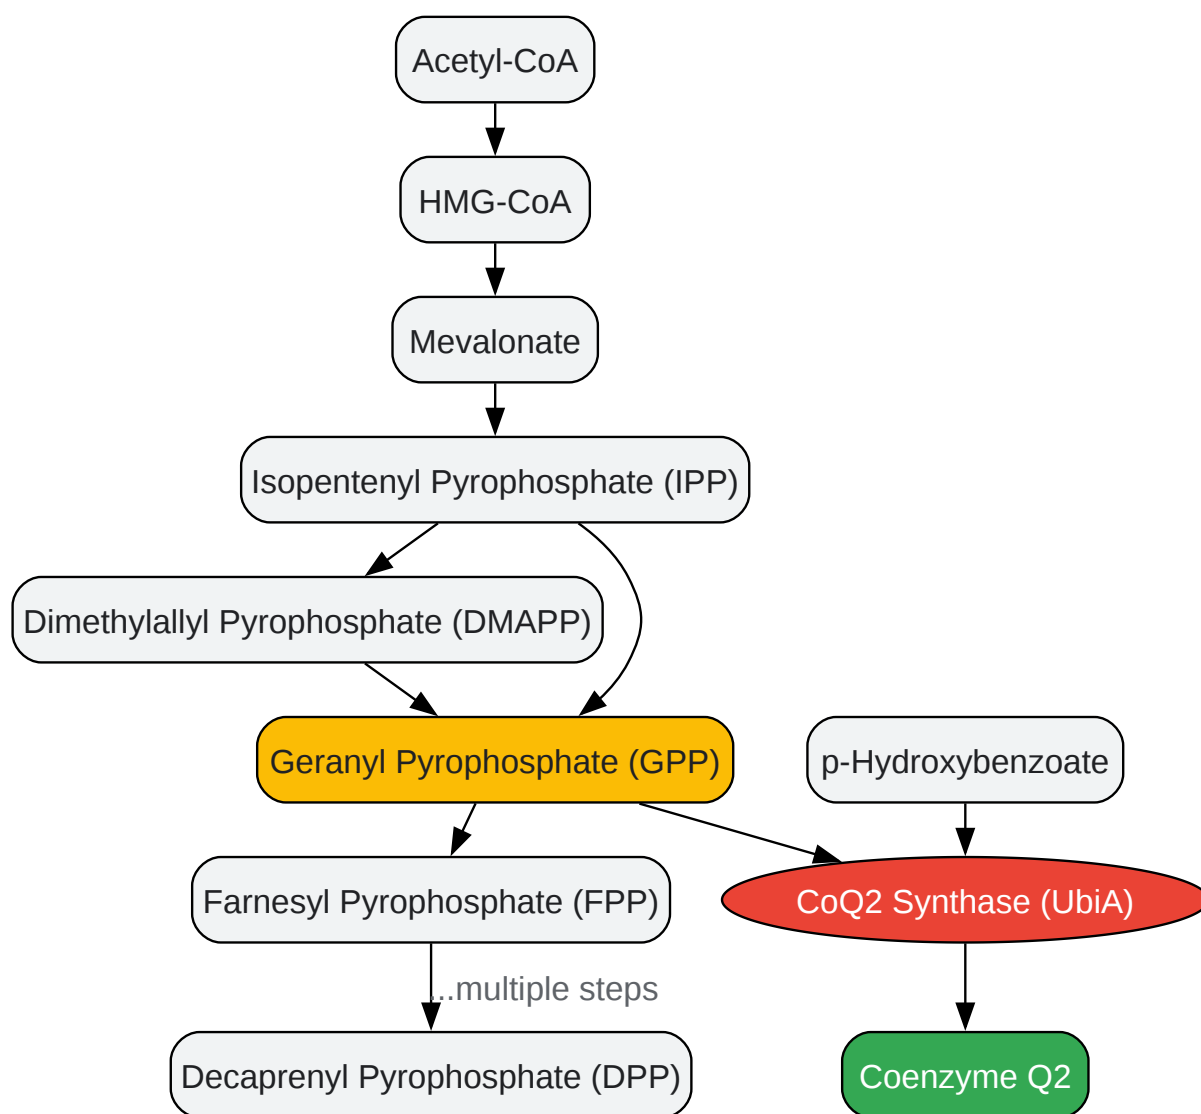 Acetyl-CoA
HMG-CoA
Mevalonate
Isopentenyl Pyrophosphate (IPP)
Dimethylallyl Pyrophosphate (DMAPP)
Geranyl Pyrophosphate (GPP)
p-Hydroxybenzoate
Farnesyl Pyrophosphate (FPP)
CoQ2 Synthase (UbiA)
...multiple steps
Decaprenyl Pyrophosphate (DPP)
Coenzyme Q2